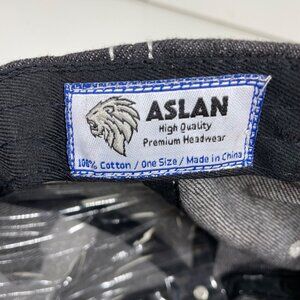 ASLAN
High Quality
Premium Headwear
100% Cotton / One Size / Made in China